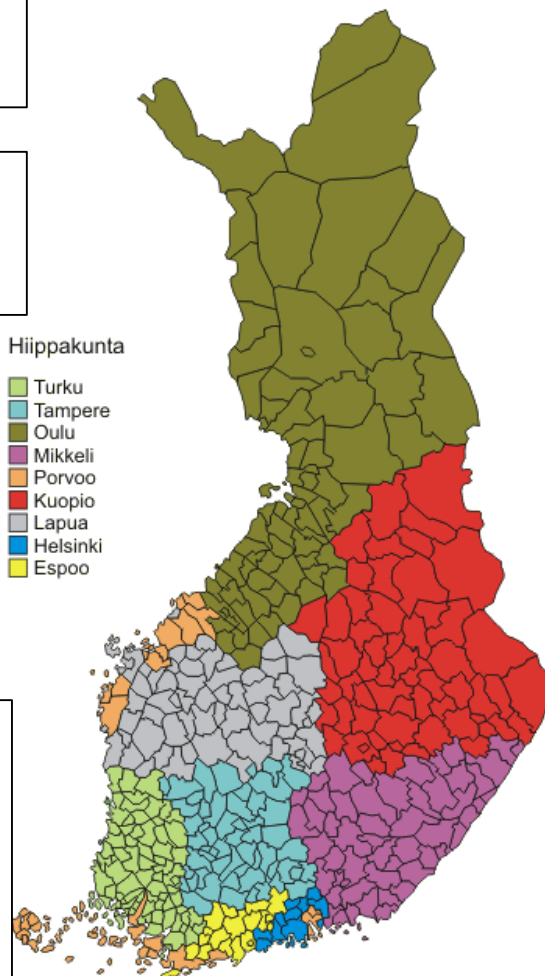 Hiippakunta
Turku
Tampere
Oulu
Mikkeli
Porvoo
Kuopio
Lapua
Helsinki
Espoo